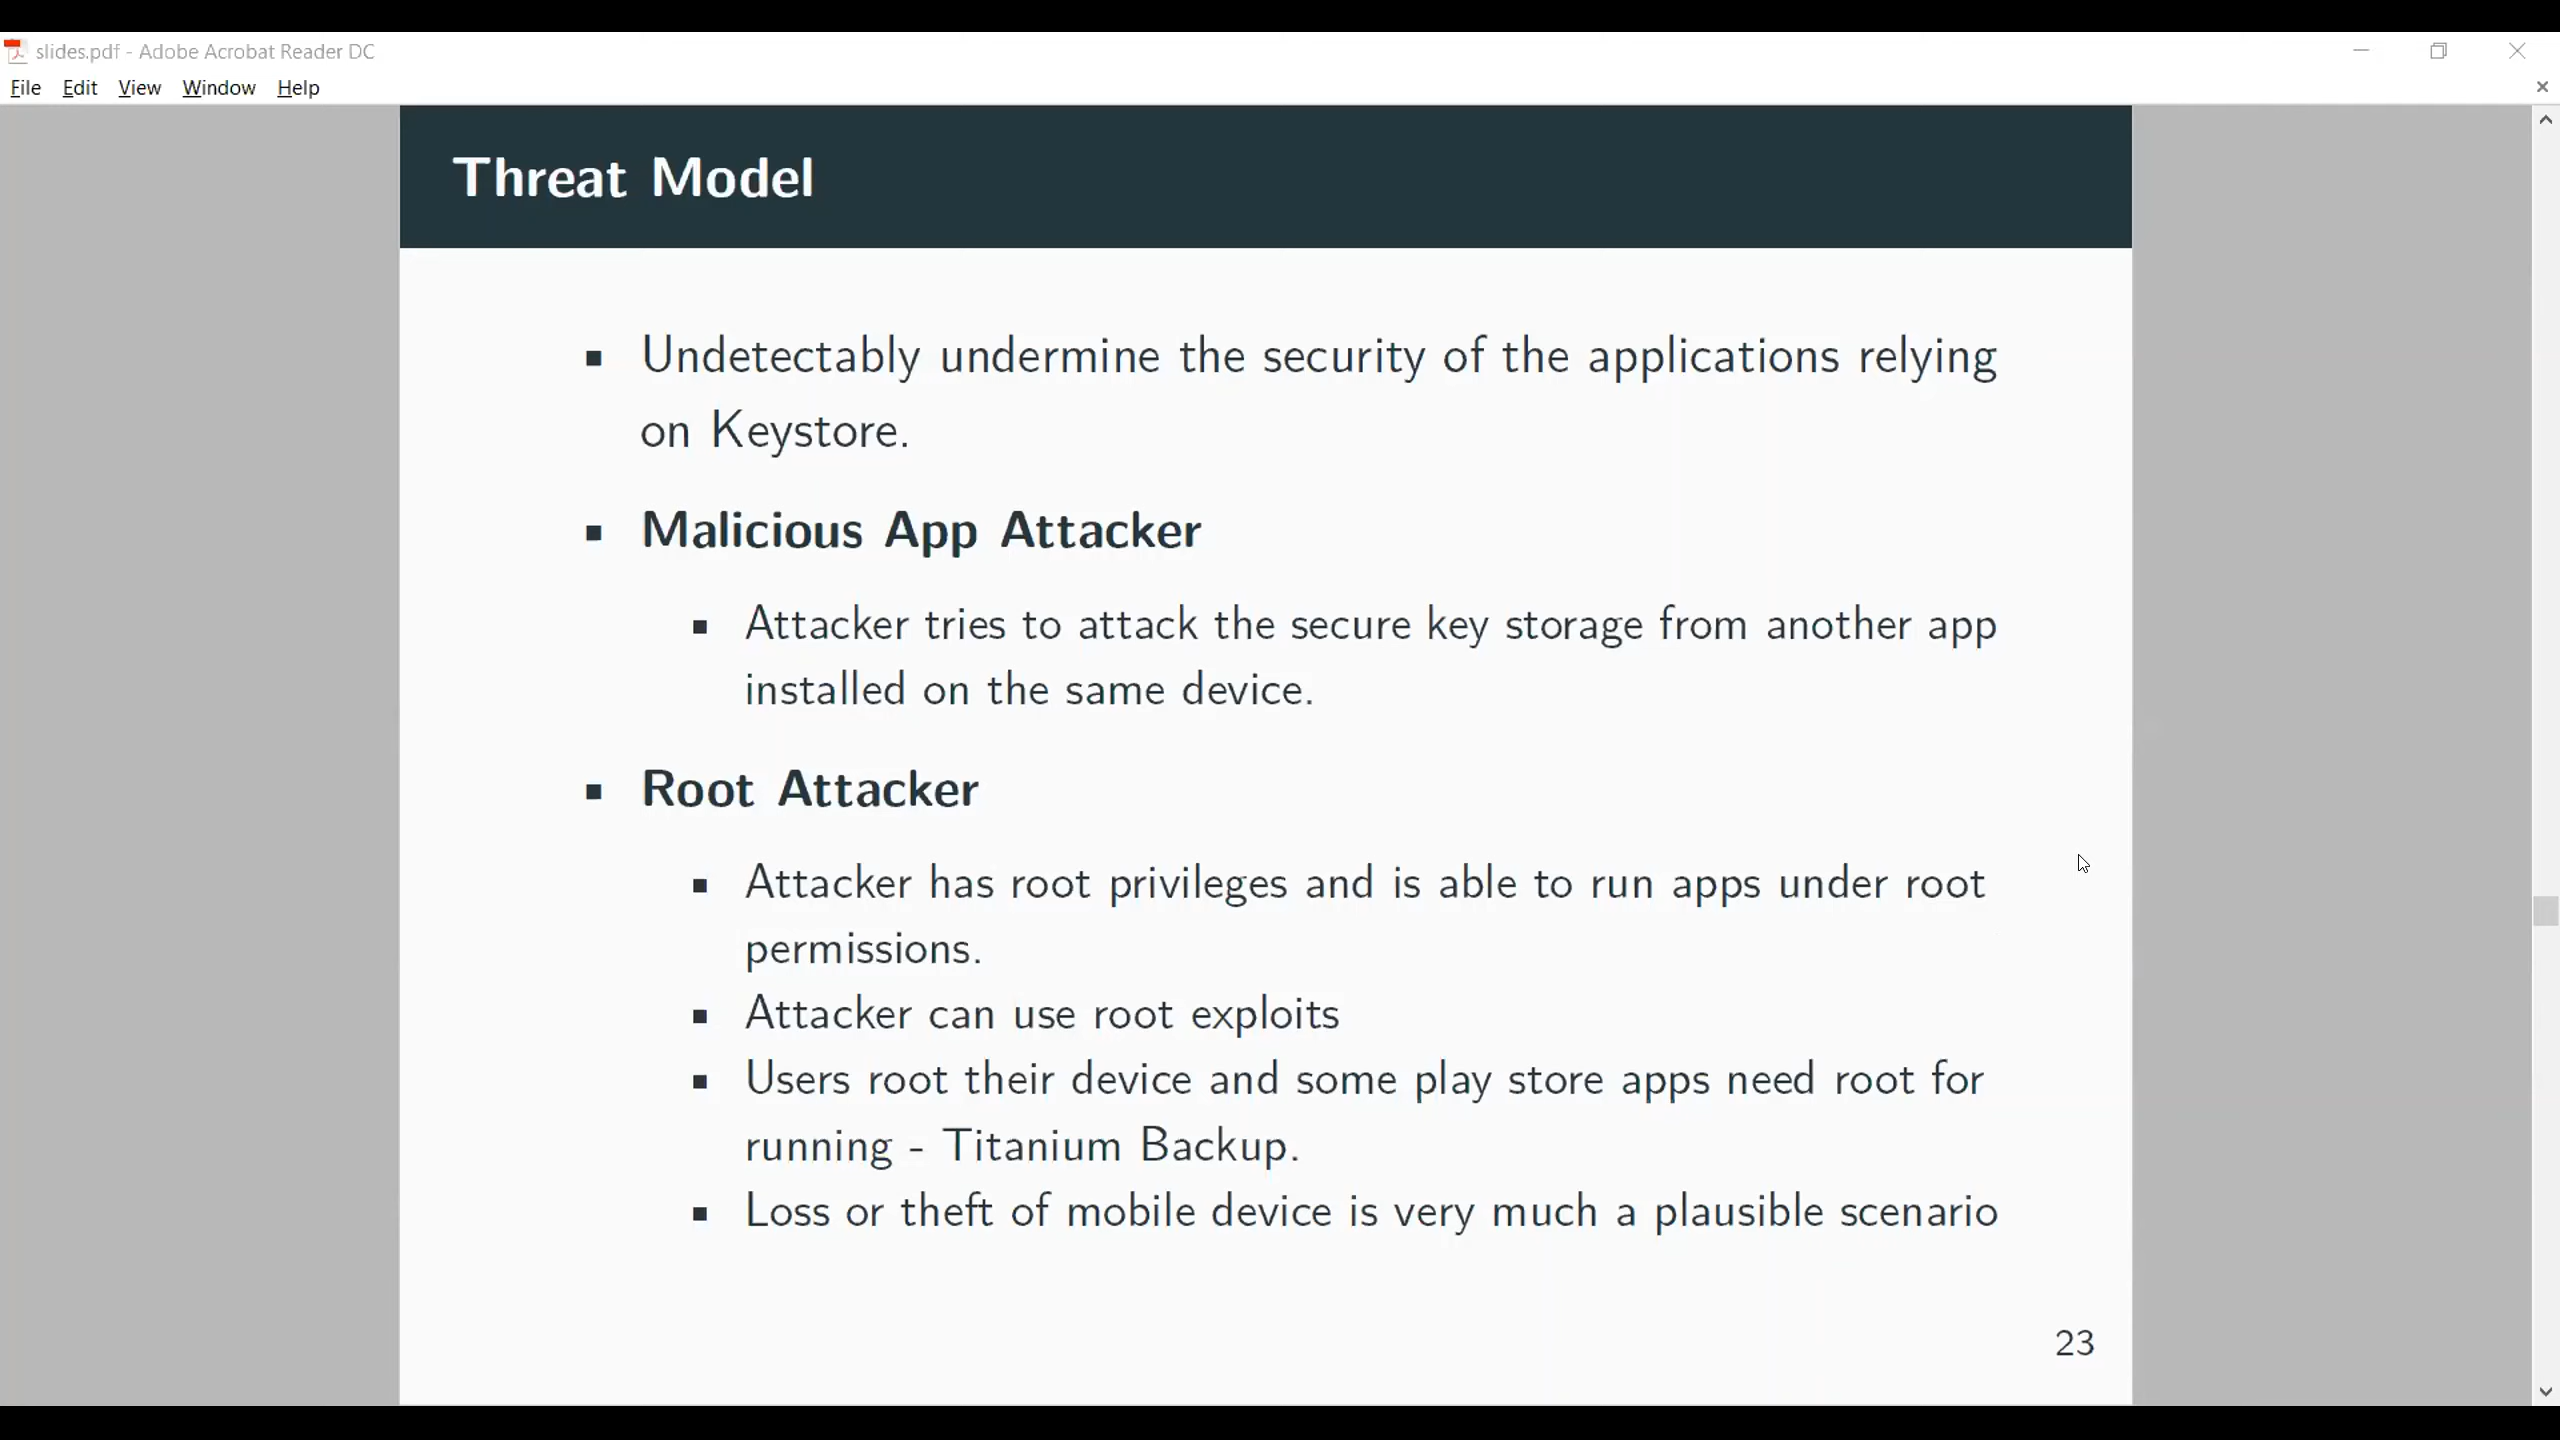 slides.pdf - Adobe Acrobat Reader DC
File Edit View Window Help
Threat Model
Undetectably undermine the security of the applications relying
on Keystore.
Malicious App Attacker
Attacker tries to attack the secure key storage from another app
installed on the same device.
Root Attacker
Attacker has root privileges and is able to run apps under root
permissions.
Attacker can use root exploits
Users root their device and some play store apps need root for
running - Titanium Backup.
Loss or theft of mobile device is very much a plausible scenario
23